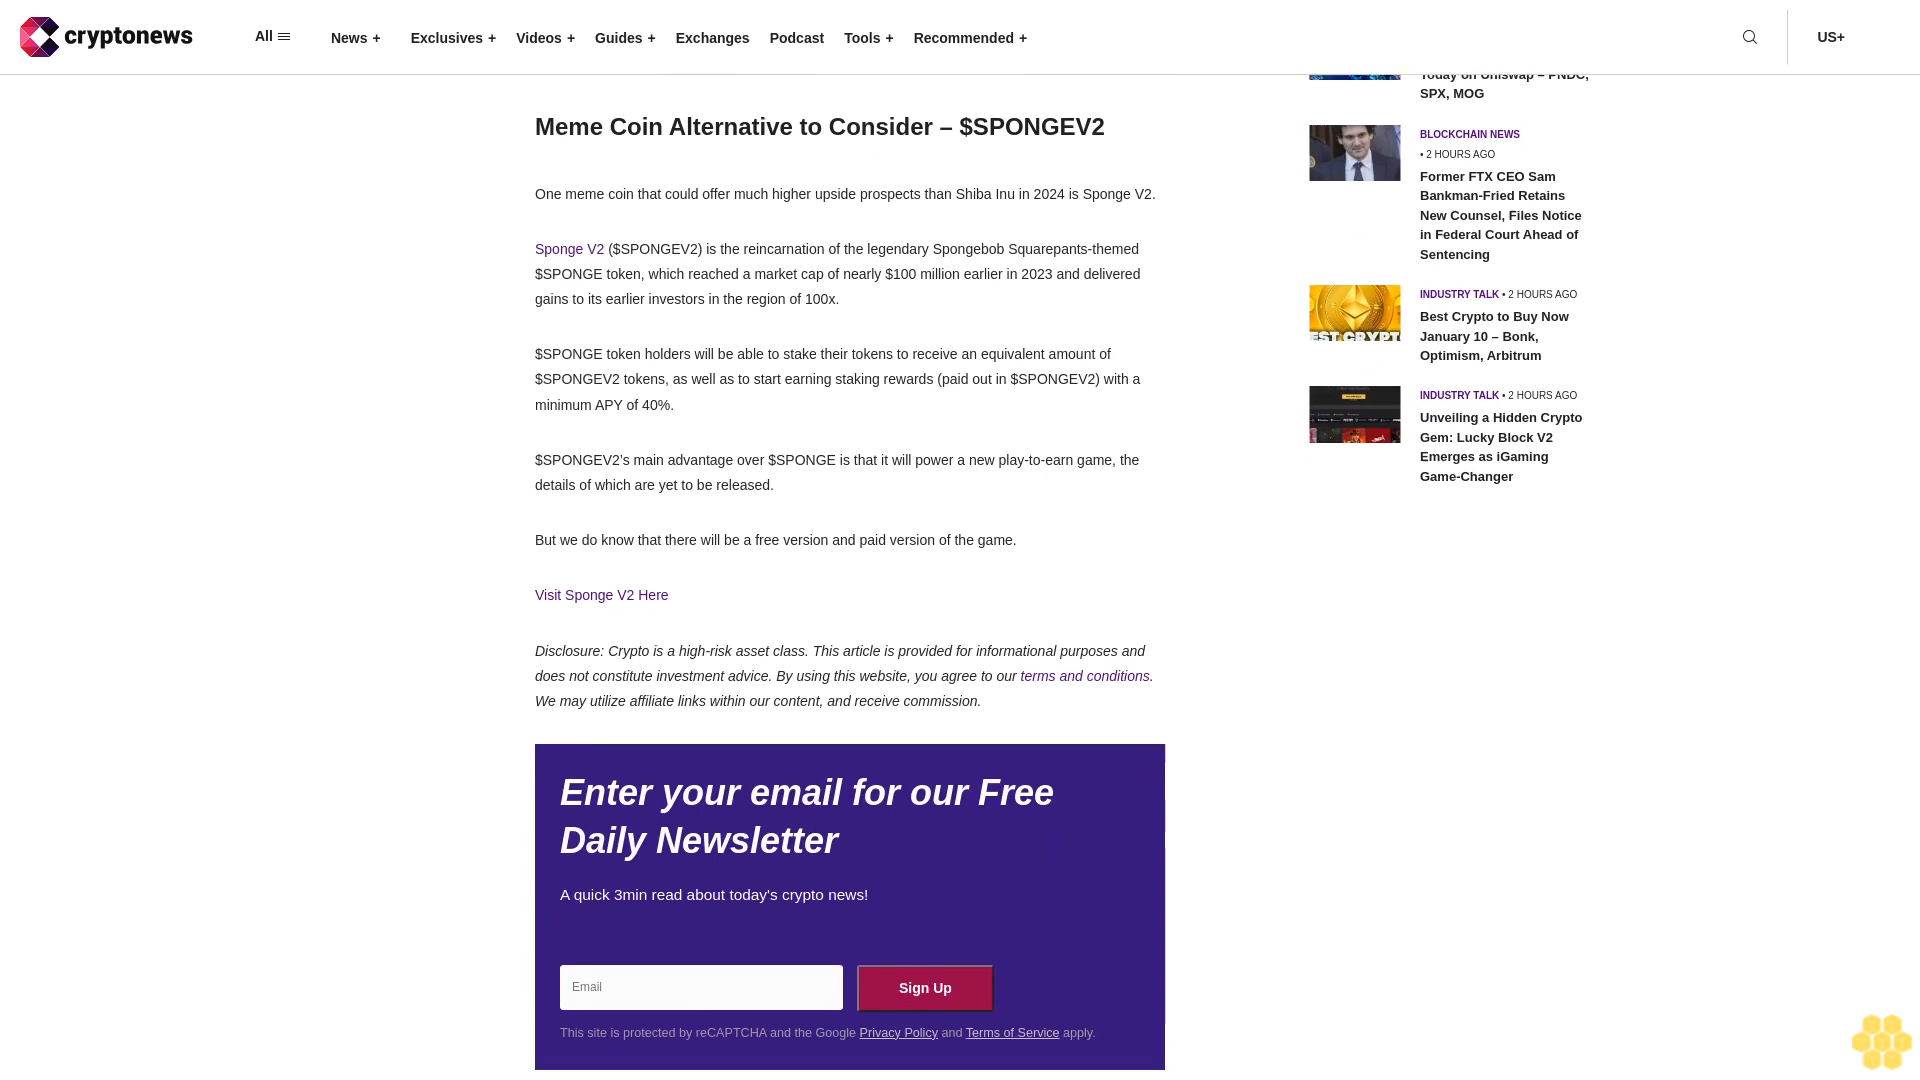 cryptonews
All
News +
Exclusives +
Videos +
Guides +
Exchanges
Podcast
Tools +
Recommended +
US+
Meme Coin Alternative to Consider – $SPONGEV2
One meme coin that could offer much higher upside prospects than Shiba Inu in 2024 is Sponge V2.
Sponge V2 ($SPONGEV2) is the reincarnation of the legendary Spongebob Squarepants-themed
$SPONGE token, which reached a market cap of nearly $100 million earlier in 2023 and delivered
gains to its earlier investors in the region of 100x.
$SPONGE token holders will be able to stake their tokens to receive an equivalent amount of
$SPONGEV2 tokens, as well as to start earning staking rewards (paid out in $SPONGEV2) with a
minimum APY of 40%.
$SPONGEV2’s main advantage over $SPONGE is that it will power a new play-to-earn game, the
details of which are yet to be released.
But we do know that there will be a free version and paid version of the game.
Visit Sponge V2 Here
Disclosure: Crypto is a high-risk asset class. This article is provided for informational purposes and
does not constitute investment advice. By using this website, you agree to our terms and conditions.
We may utilize affiliate links within our content, and receive commission.
Enter your email for our Free
Daily Newsletter
A quick 3min read about today's crypto news!
Email
Sign Up
This site is protected by reCAPTCHA and the Google Privacy Policy and Terms of Service apply.
Today on Uniswap – PNDC,
SPX, MOG
BLOCKCHAIN NEWS
• 2 HOURS AGO
Former FTX CEO Sam
Bankman-Fried Retains
New Counsel, Files Notice
in Federal Court Ahead of
Sentencing
INDUSTRY TALK • 2 HOURS AGO
Best Crypto to Buy Now
January 10 – Bonk,
Optimism, Arbitrum
EST CRYPT
INDUSTRY TALK • 2 HOURS AGO
Unveiling a Hidden Crypto
Gem: Lucky Block V2
Emerges as iGaming
Game-Changer